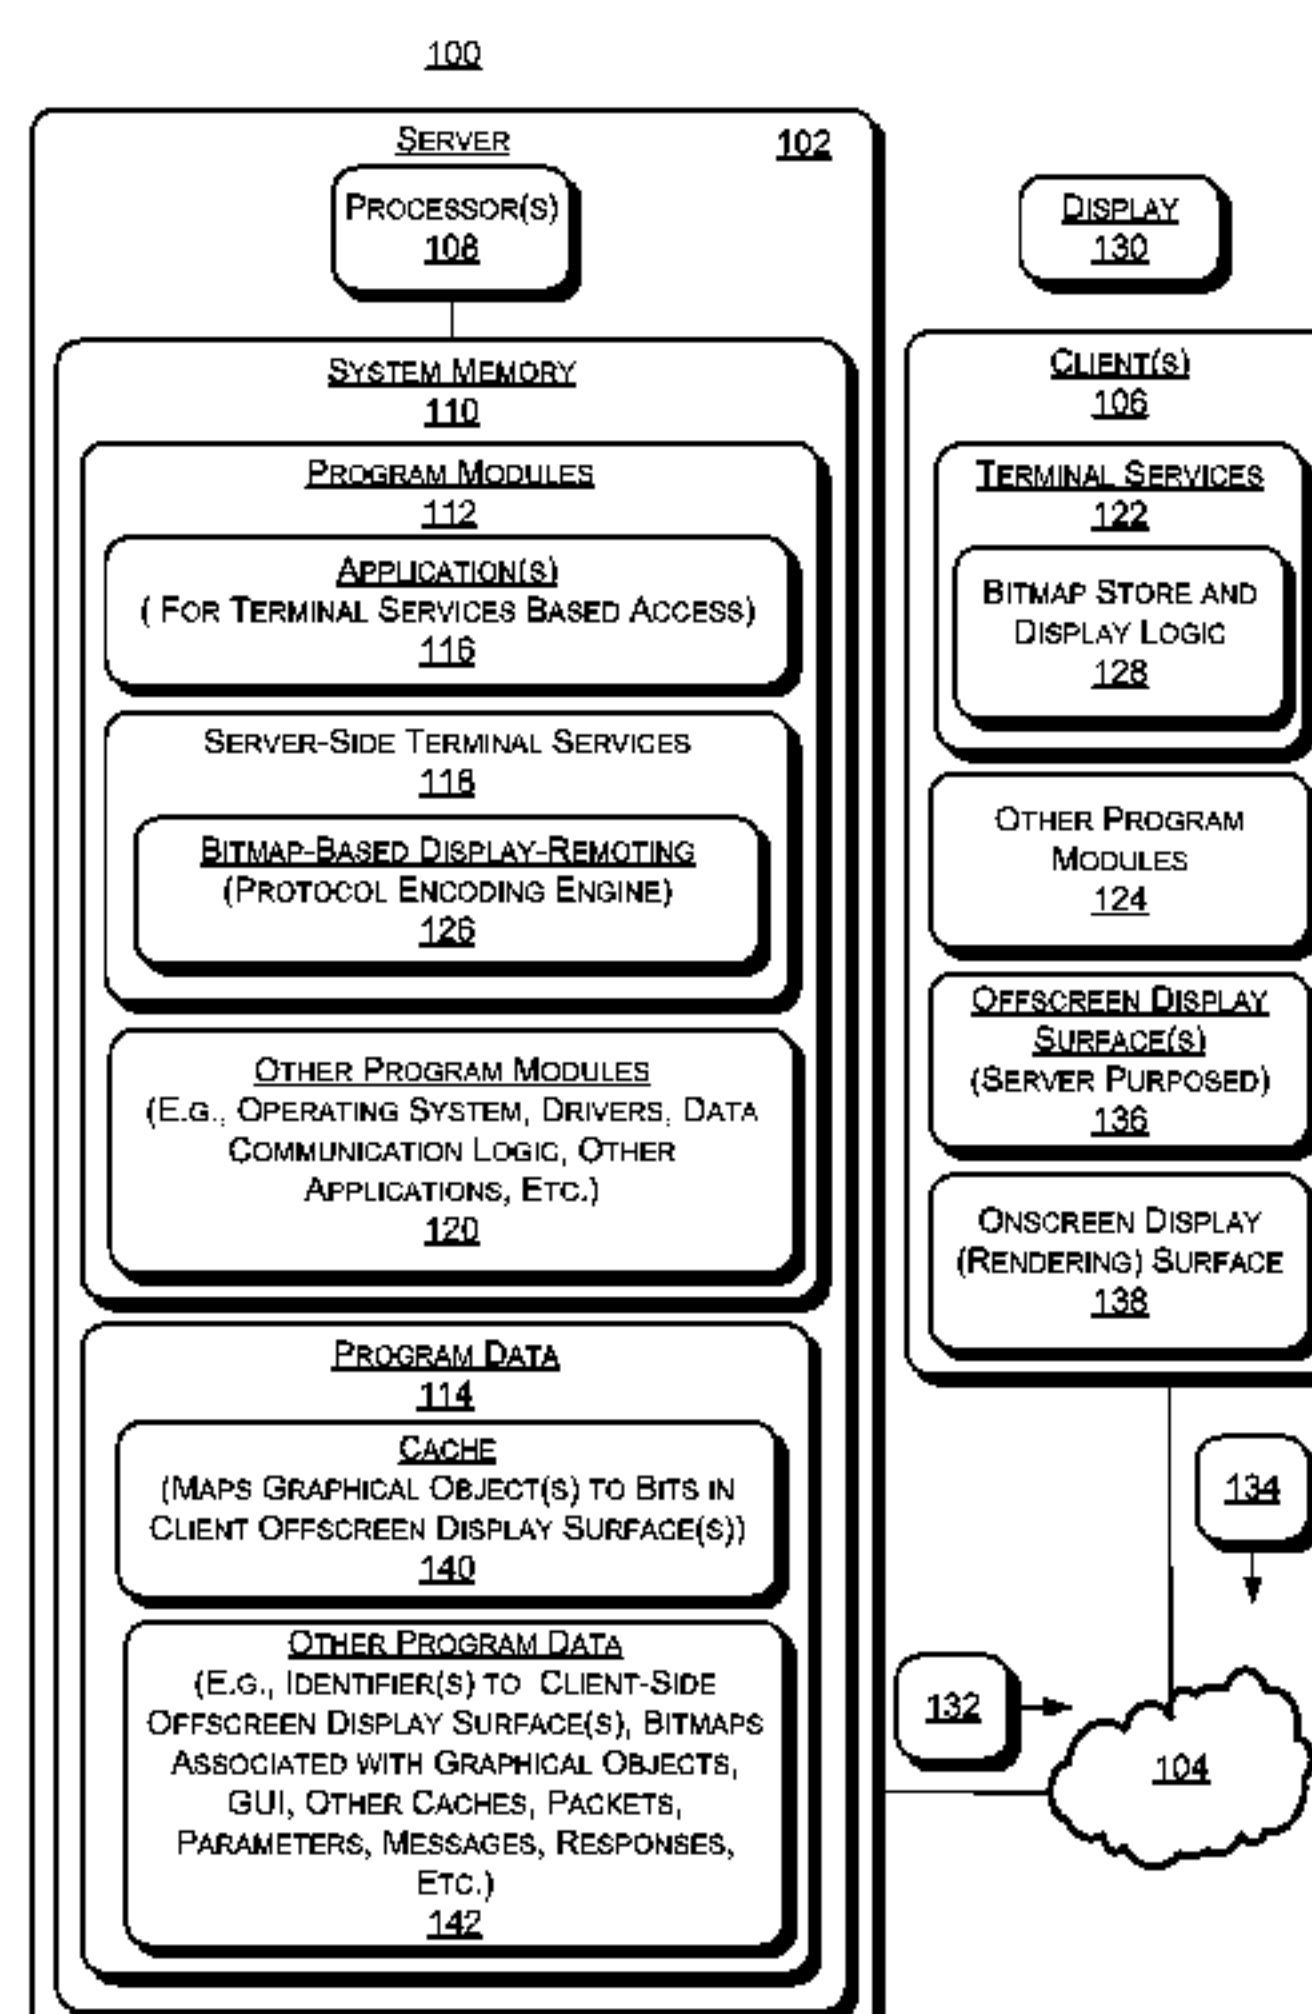 100
SERVER
102
PROCESSOR(S)
108
SYSTEM MEMORY
110
PROGRAM MODULES
112
APPLICATION(S)
( FOR TERMINAL SERVICES BASED ACCESS)
116
SERVER-SIDE TERMINAL SERVICES
118
BITMAP-BASED DISPLAY-REMOTING
(PROTOCOL ENCODING ENGINE)
126
OTHER PROGRAM MODULES
(E.G., OPERATING SYSTEM, DRIVERS, DATA
COMMUNICATION LOGIC, OTHER
APPLICATIONS, ETC.)
120
PROGRAM DATA
114
CACHE
(MAPS GRAPHICAL OBJECT(S) TO BITS IN
CLIENT OFFSCREEN DISPLAY SURFACE(S))
140
OTHER PROGRAM DATA
(E.G., IDENTIFIER(S) TO CLIENT-SIDE
OFFSCREEN DISPLAY SURFACE(S), BITMAPS
ASSOCIATED WITH GRAPHICAL OBJECTS,
GUI, OTHER CACHES, PACKETS,
PARAMETERS, MESSAGES, RESPONSES,
ETC.)
142
DISPLAY
130
CLIENT(S)
106
TERMINAL SERVICES
122
BITMAP STORE AND
DISPLAY LOGIC
128
OTHER PROGRAM
MODULES
124
OFFSCREEN DISPLAY
SURFACE(S)
(SERVER PURPOSED)
136
ONSCREEN DISPLAY
(RENDERING) SURFACE
138
134
132
104